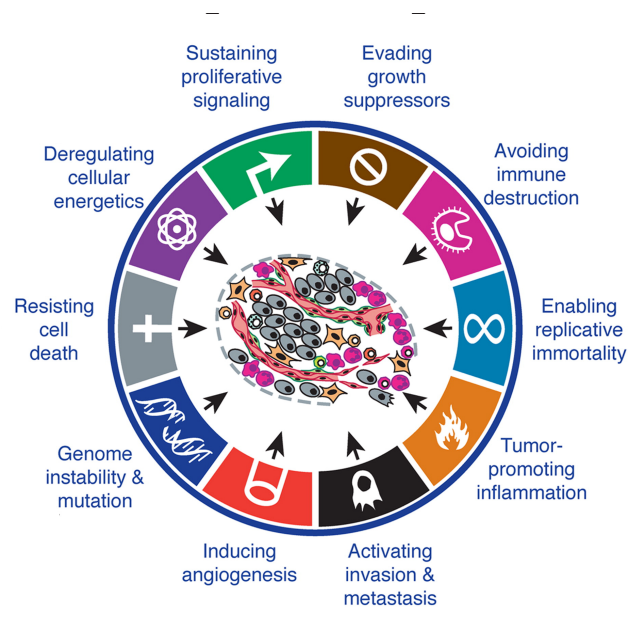 Sustaining
proliferative
signaling
Evading
growth
suppressors
Deregulating
cellular
energetics
Avoiding
immune
destruction
Resisting
cell
death
Enabling
replicative
immortality
Genome
instability &
mutation
Tumor-
promoting
inflammation
Inducing
angiogenesis
Activating
invasion &
metastasis